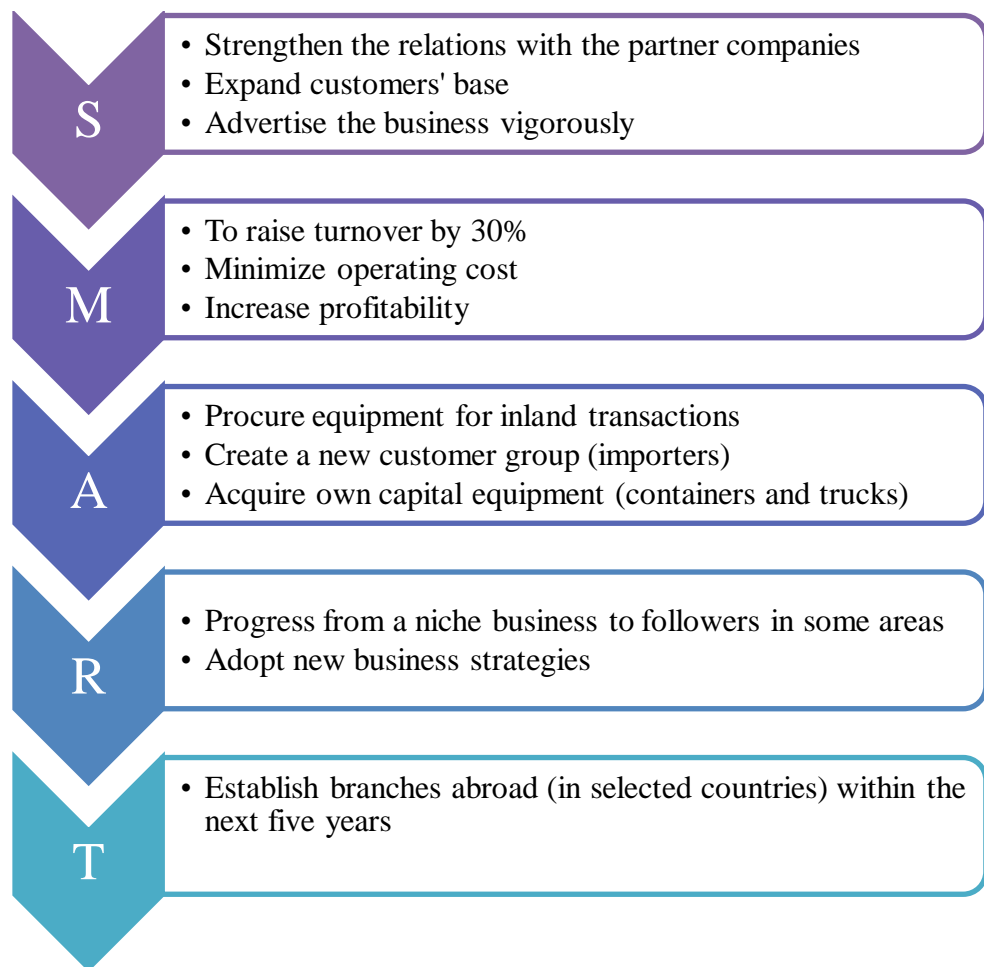 S
• Strengthen the relations with the partner companies
• Expand customers' base
• Advertise the business vigorously
M
• To raise turnover by 30%
• Minimize operating cost
• Increase profitability
A
• Procure equipment for inland transactions
• Create a new customer group (importers)
• Acquire own capital equipment (containers and trucks)
R
• Progress from a niche business to followers in some areas
• Adopt new business strategies
T
• Establish branches abroad (in selected countries) within the
next five years